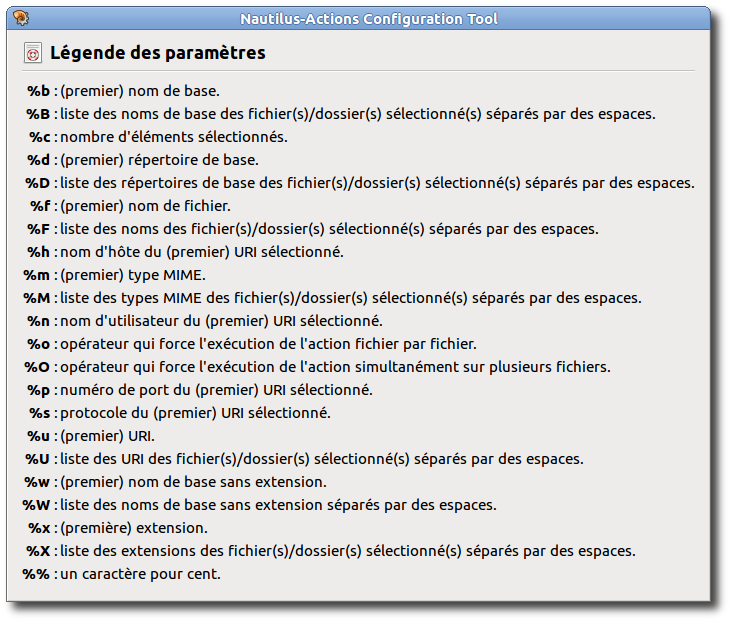 Nautilus-Actions Configuration Tool
Légende des paramètres
%b : (premier) nom de base.
%B : liste des noms de base des fichier(s)/dossier(s) sélectionné(s) séparés par des espaces.
%c : nombre d'éléments sélectionnés.
%d : (premier) répertoire de base.
%D : liste des répertoires de base des fichier(s)/dossier(s) sélectionné(s) séparés par des espaces.
%f : (premier) nom de fichier.
%F : liste des noms des fichier(s)/dossier(s) sélectionné(s) séparés par des espaces.
%h : nom d'hôte du (premier) URI sélectionné.
%m : (premier) type MIME.
%M : liste des types MIME des fichier(s)/dossier(s) sélectionné(s) séparés par des espaces.
%n : nom d'utilisateur du (premier) URI sélectionné.
%o : opérateur qui force l'exécution de l'action fichier par fichier.
%O : opérateur qui force l'exécution de l'action simultanément sur plusieurs fichiers.
%p : numéro de port du (premier) URI sélectionné.
%s : protocole du (premier) URI sélectionné.
%u : (premier) URI.
%U : liste des URI des fichier(s)/dossier(s) sélectionné(s) séparés par des espaces.
%w : (premier) nom de base sans extension.
%W : liste des noms de base sans extension séparés par des espaces.
%x : (première) extension.
%X : liste des extensions des fichier(s)/dossier(s) sélectionné(s) séparés par des espaces.
%% : un caractère pour cent.